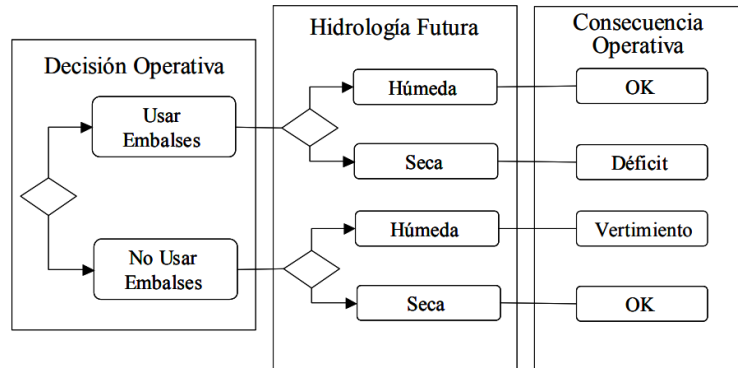 Decisión Operativa
Usar
Embalses
No Usar
Embalses
Hidrología Futura
Húmeda
Seca
Húmeda
Seca
Consecuencia
Operativa
OK
Déficit
Vertimiento
OK